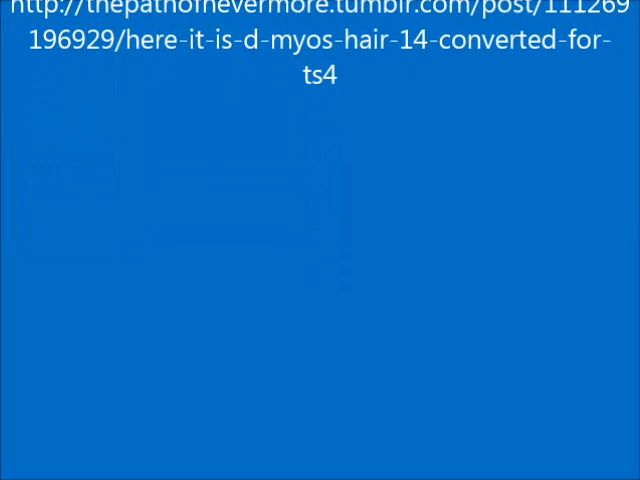 http://thepathofnevermore.tumblr.com/post/111269
196929/here-it-is-d-myos-hair-14-converted-for-
ts4